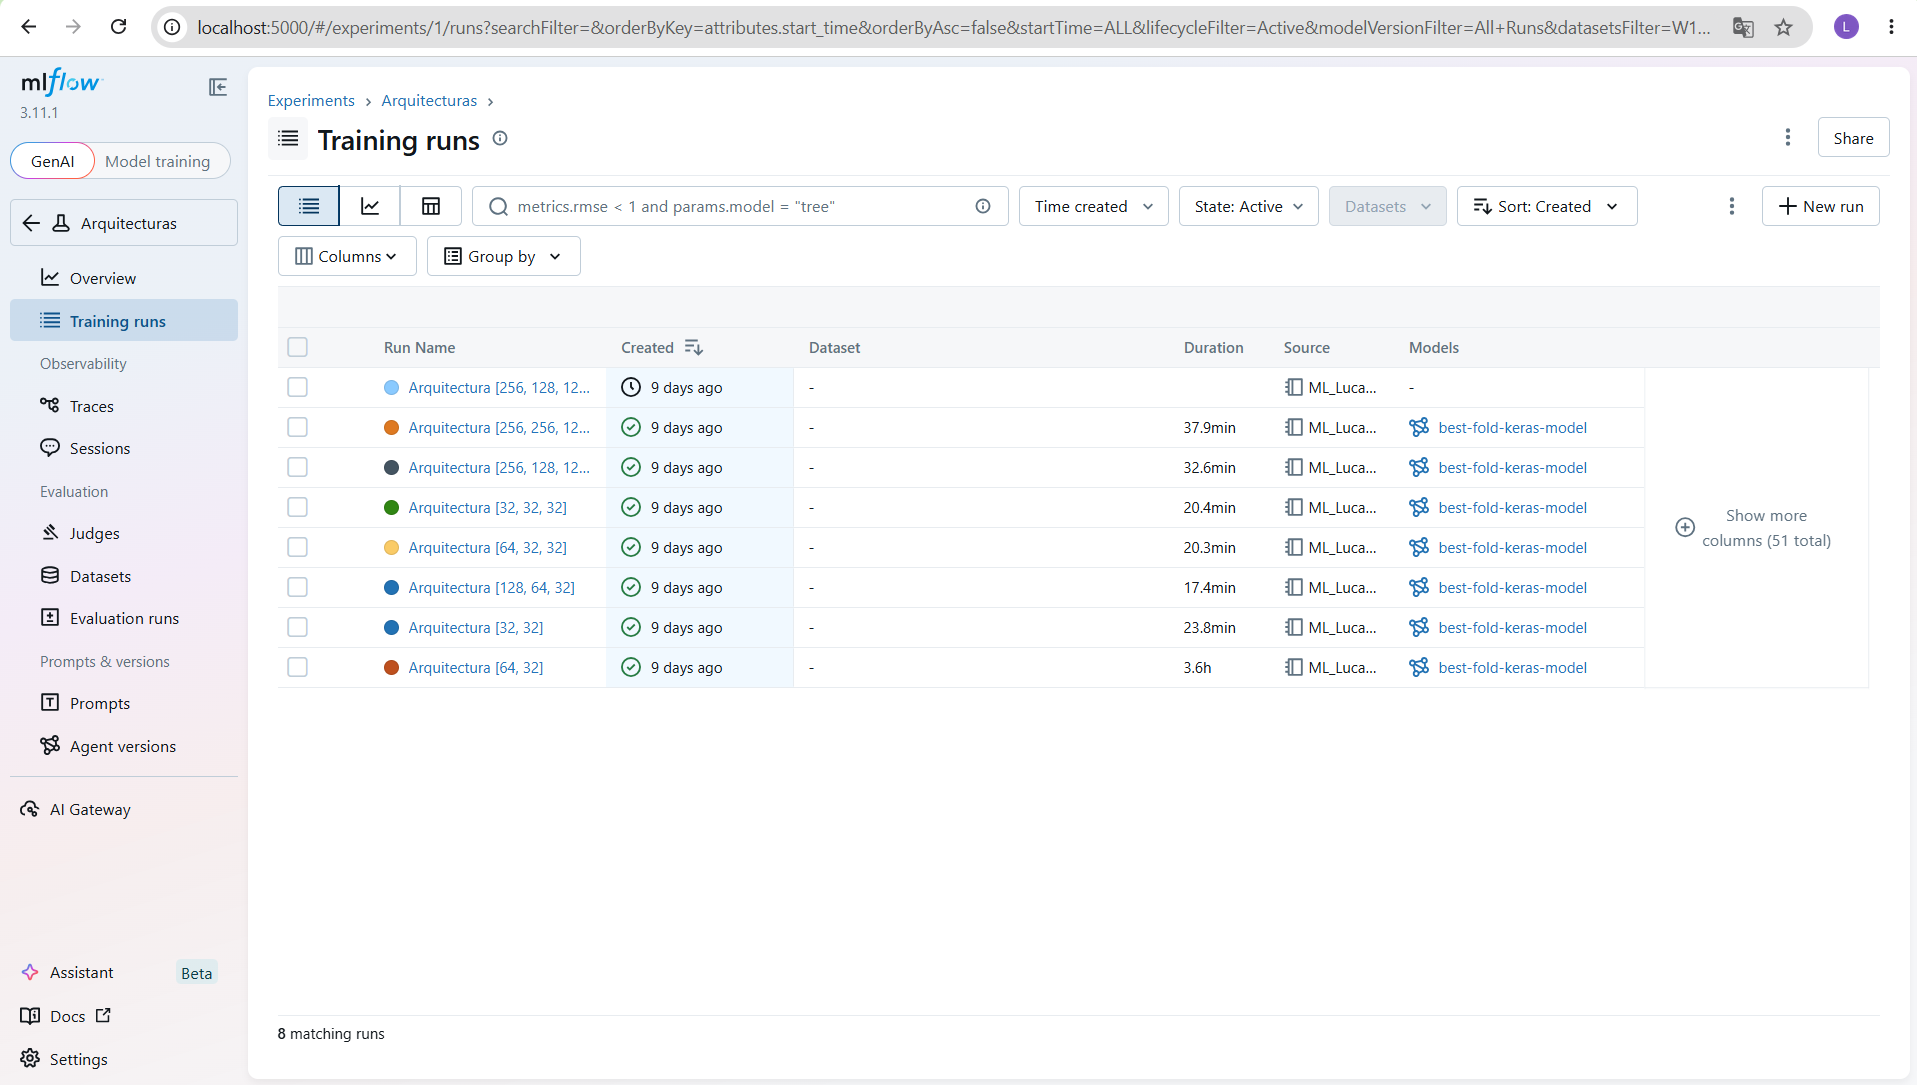 localhost:5000/#/experiments/1/runs?searchFilter=&orderByKey=attributes.start_time&orderByAsc=false&startTime=ALL&lifecycleFilter=Active&modelVersionFilter=All+Runs&datasetsFilter=W1...
L
mlflow
3.11.1
GenAI
Model training
Arquitecturas
Overview
Training runs
Observability
Traces
Sessions
Evaluation
Judges
Datasets
Evaluation runs
Prompts & versions
Prompts
Agent versions
AI Gateway
Assistant Beta
Docs
Settings
Experiments > Arquitecturas >
Training runs
Share
metrics.rmse < 1 and params.model = "tree"
Time created
State: Active
Datasets
Sort: Created
New run
Columns
Group by
Run Name Created Dataset Duration Source Models
Arquitectura [256, 128, 12... 9 days ago - ML_Luca... -
Arquitectura [256, 256, 12... 9 days ago - 37.9min ML_Luca... best-fold-keras-model
Arquitectura [256, 128, 12... 9 days ago - 32.6min ML_Luca... best-fold-keras-model
Arquitectura [32, 32, 32] 9 days ago - 20.4min ML_Luca... best-fold-keras-model
Arquitectura [64, 32, 32] 9 days ago - 20.3min ML_Luca... best-fold-keras-model
Arquitectura [128, 64, 32] 9 days ago - 17.4min ML_Luca... best-fold-keras-model
Arquitectura [32, 32] 9 days ago - 23.8min ML_Luca... best-fold-keras-model
Arquitectura [64, 32] 9 days ago - 3.6h ML_Luca... best-fold-keras-model
Show more
columns (51 total)
8 matching runs